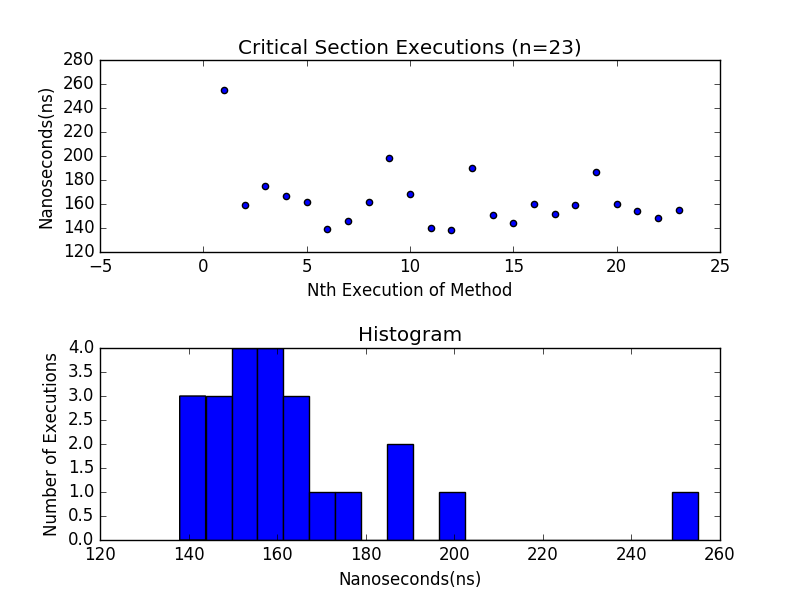 Critical Section Executions (n=23)
280
260
240
220
200
180
160
140
120
Nanoseconds(ns)
−5 0 5 10 15 20 25
Nth Execution of Method
Histogram
4.0
3.5
3.0
2.5
2.0
1.5
1.0
0.5
0.0
Number of Executions
120 140 160 180 200 220 240 260
Nanoseconds(ns)